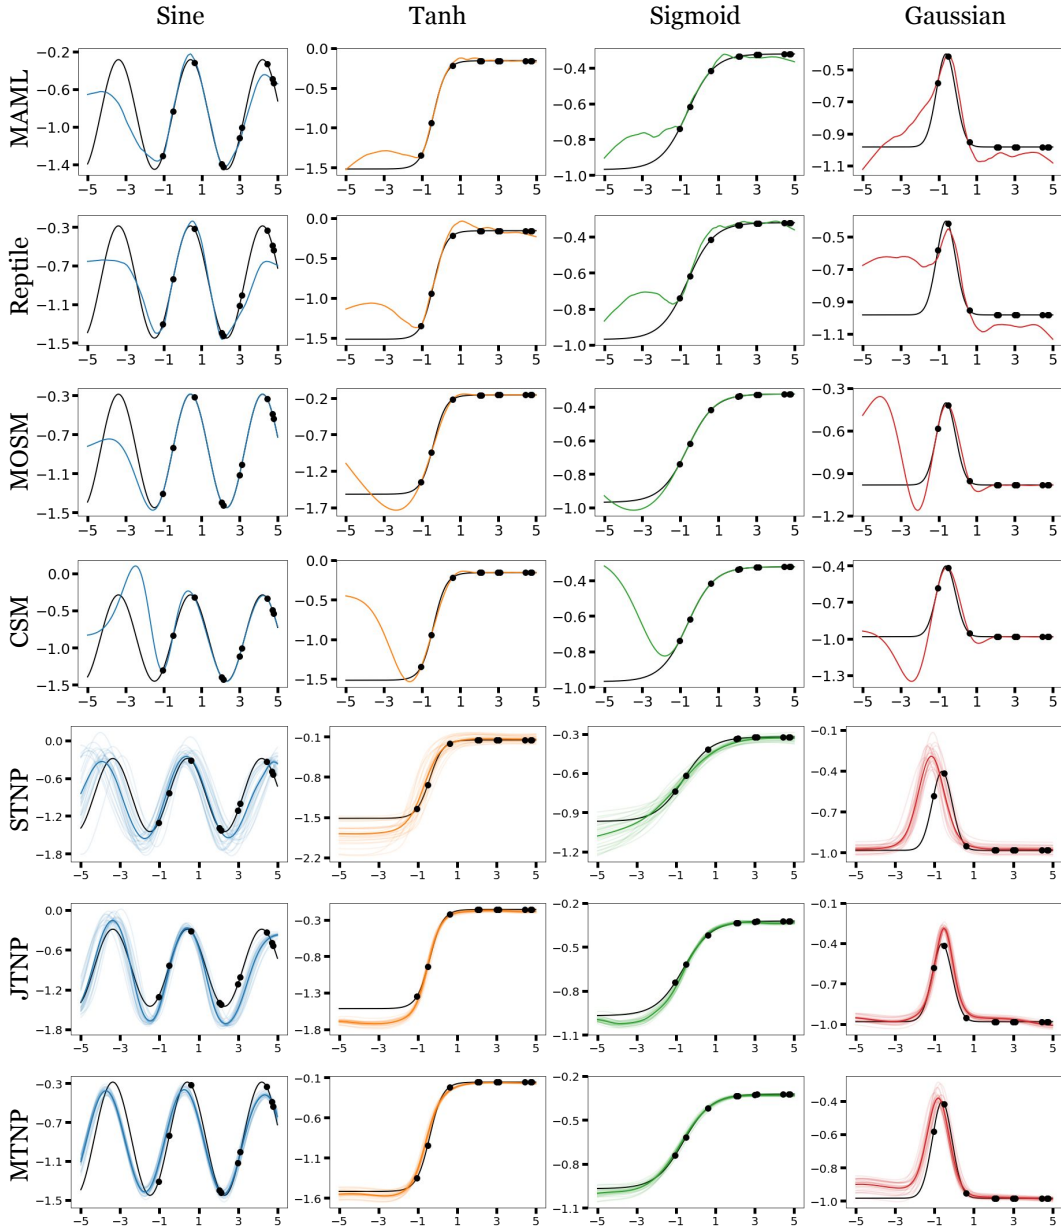 Sine Tanh Sigmoid Gaussian
MAML
−0.2 −0.6 −1.0 −1.4
−5 −3 −1 1 3 5
0.0 −0.5 −1.0 −1.5
−5 −3 −1 1 3 5
−0.4 −0.6 −0.8 −1.0
−5 −3 −1 1 3 5
−0.4 −0.5 −0.7 −0.9 −1.1
−5 −3 −1 1 3 5
Reptile
−0.3 −0.7 −1.1 −1.5
−5 −3 −1 1 3 5
0.0 −0.5 −1.0 −1.5
−5 −3 −1 1 3 5
−0.4 −0.6 −0.8 −1.0
−5 −3 −1 1 3 5
−0.4 −0.5 −0.7 −0.9 −1.1
−5 −3 −1 1 3 5
MOSM
−0.3 −0.7 −1.1 −1.5
−5 −3 −1 1 3 5
−0.2 −0.7 −1.2 −1.7
−5 −3 −1 1 3 5
−0.4 −0.6 −0.8 −1.0
−5 −3 −1 1 3 5
−0.3 −0.6 −0.9 −1.2
−5 −3 −1 1 3 5
CSM
0.0 −0.5 −1.0 −1.5
−5 −3 −1 1 3 5
0.0 −0.5 −1.0 −1.5
−5 −3 −1 1 3 5
−0.4 −0.6 −0.8 −1.0
−5 −3 −1 1 3 5
−0.4 −0.7 −1.0 −1.3
−5 −3 −1 1 3 5
STNP
0.0 −0.6 −1.2 −1.8
−5 −3 −1 1 3 5
−0.1 −0.8 −1.5 −2.2
−5 −3 −1 1 3 5
−0.3 −0.6 −0.9 −1.2
−5 −3 −1 1 3 5
−0.1 −0.4 −0.7 −1.0
−5 −3 −1 1 3 5
JTNP
0.0 −0.6 −1.2 −1.8
−5 −3 −1 1 3 5
−0.3 −0.8 −1.3 −1.8
−5 −3 −1 1 3 5
−0.2 −0.5 −0.8 −1.1
−5 −3 −1 1 3 5
−0.1 −0.4 −0.7 −1.0
−5 −3 −1 1 3 5
MTNP
−0.3 −0.7 −1.1 −1.5
−5 −3 −1 1 3 5
−0.1 −0.6 −1.1 −1.6
−5 −3 −1 1 3 5
−0.2 −0.5 −0.8 −1.1
−5 −3 −1 1 3 5
−0.4 −0.6 −0.8 −1.0
−5 −3 −1 1 3 5